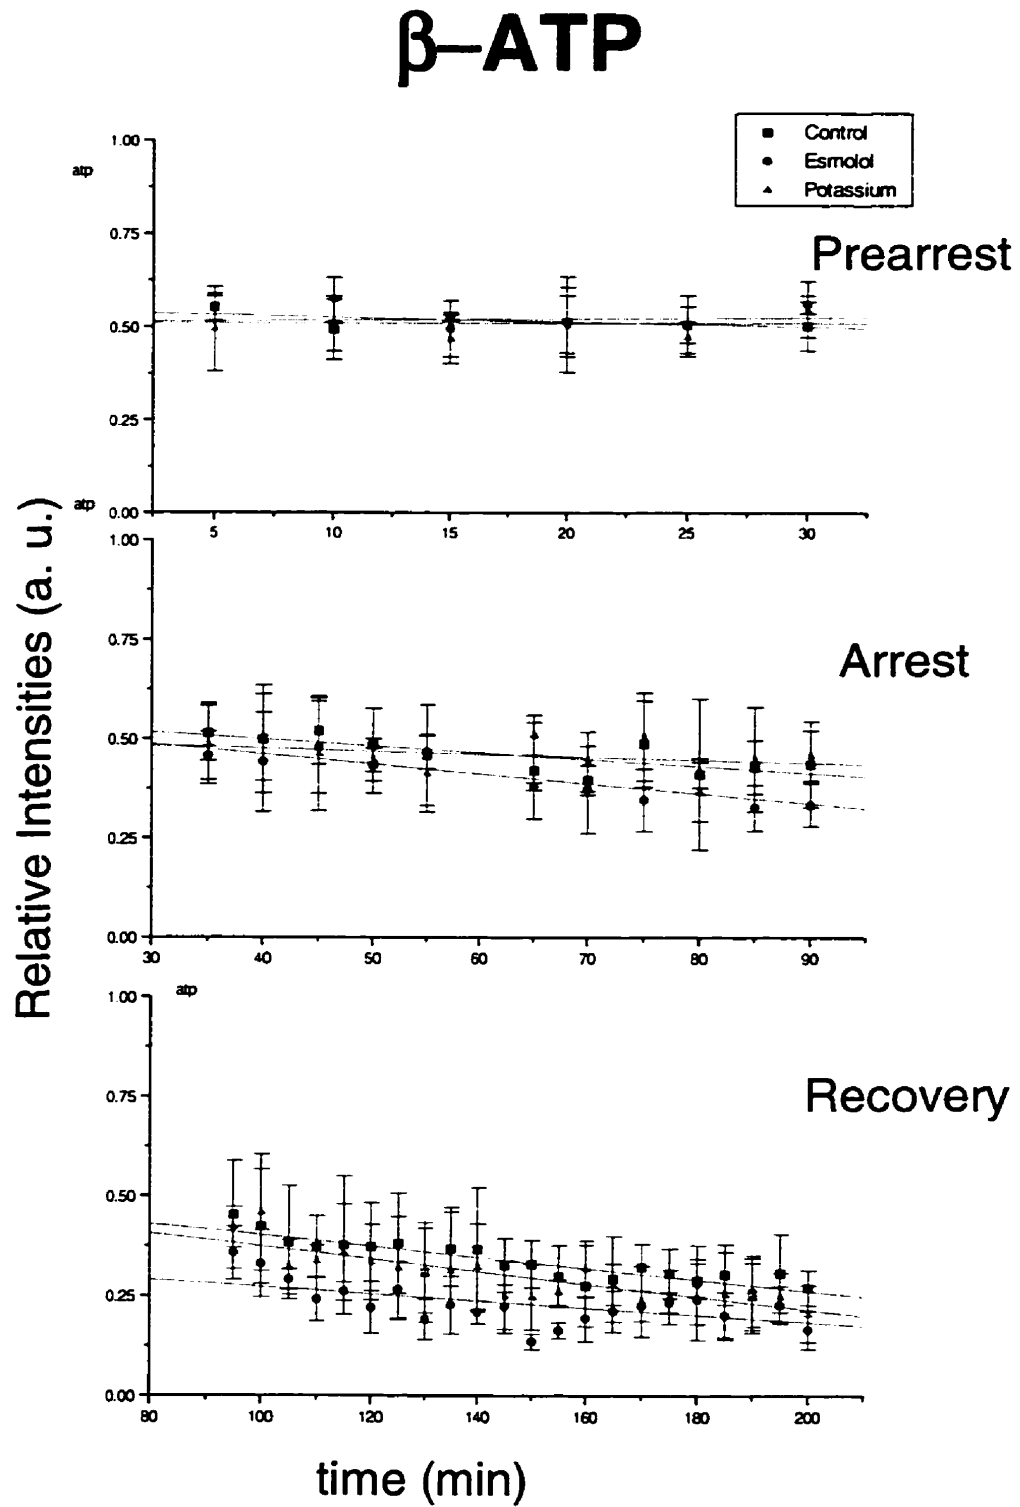 β–ATP
Control
Esmolol
Potassium
1.00
atp
0.75
Prearrest
0.50
0.25
atp
0.00
5 10 15 20 25 30
1.00
0.75
Arrest
0.50
0.25
0.00
30 40 50 60 70 80 90
atp
1.00
0.75
Recovery
0.50
0.25
0.00
80 100 120 140 160 180 200
Relative Intensities (a. u.)
time (min)